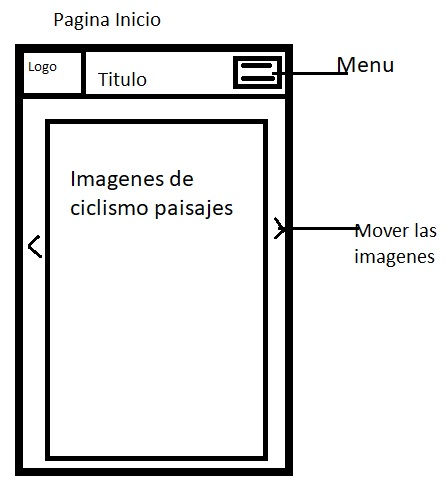 Pagina Inicio
Logo
Titulo
Menu
Imagenes de
ciclismo paisajes
Mover las
imagenes